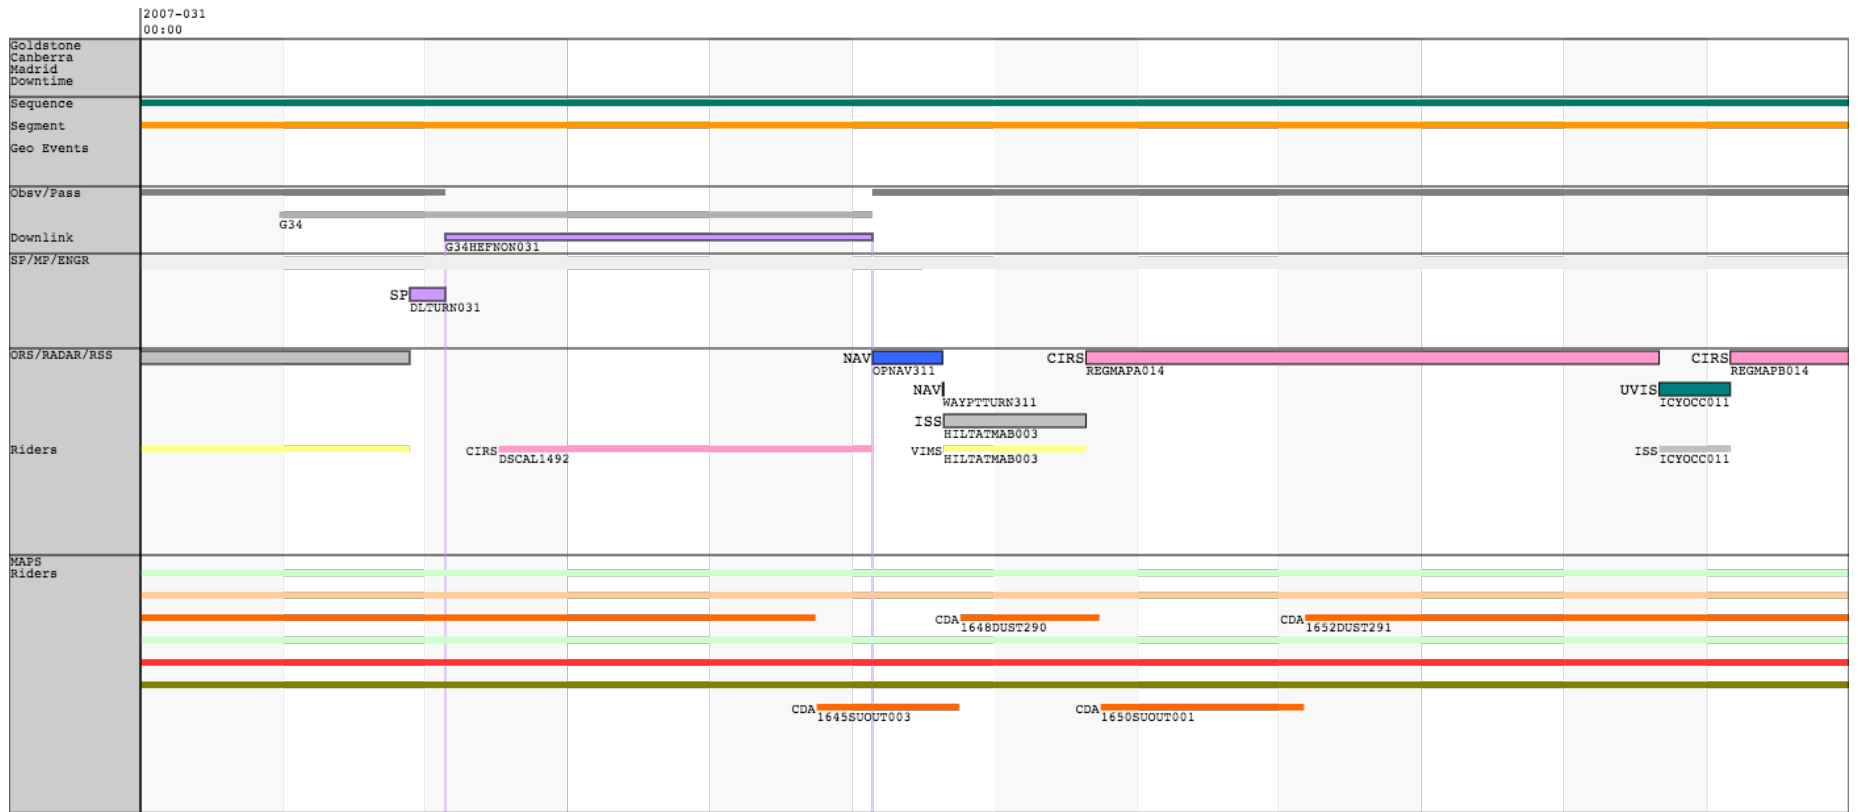 2007-031
00:00
Goldstone
Canberra
Madrid
Downtime
Sequence
Segment
Geo Events
Obsv/Pass
G34
Downlink
G34HEFNON031
SP/MP/ENGR
SP
DLTURN031
ORS/RADAR/RSS
NAV
OPNAV311
CIRS
REGMAPA014
CIRS
REGMAPB014
NAV
WAYPTTURN311
UVIS
ICYOCC011
ISS
HILTATMAB003
Riders
CIRS
DSCAL1492
VIMS
HILTATMAB003
ISS
ICYOCC011
MAPS
Riders
CDA
1648DUST290
CDA
1652DUST291
CDA
1645SUOUT003
CDA
1650SUOUT001